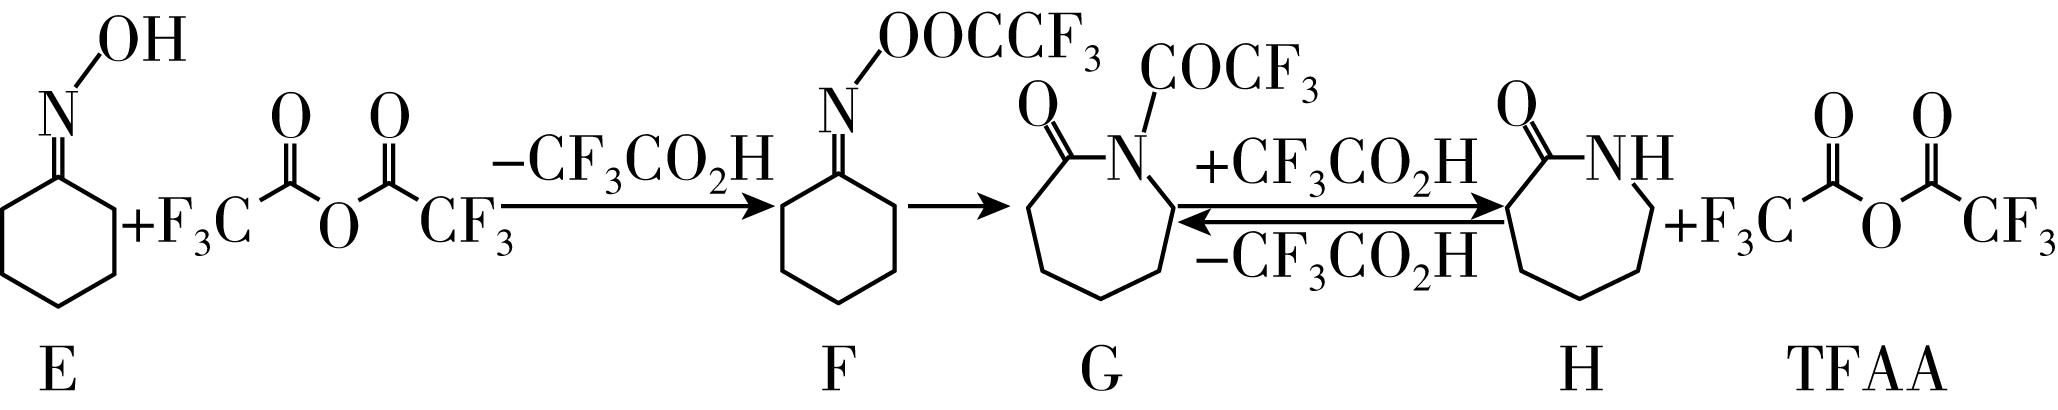 OH
N
O O
+F₃C O CF₃
−CF₃CO₂H
OOCCF₃
N
O COCF₃
N
+CF₃CO₂H
−CF₃CO₂H
O
NH
O O
+F₃C O CF₃
E F G H TFAA